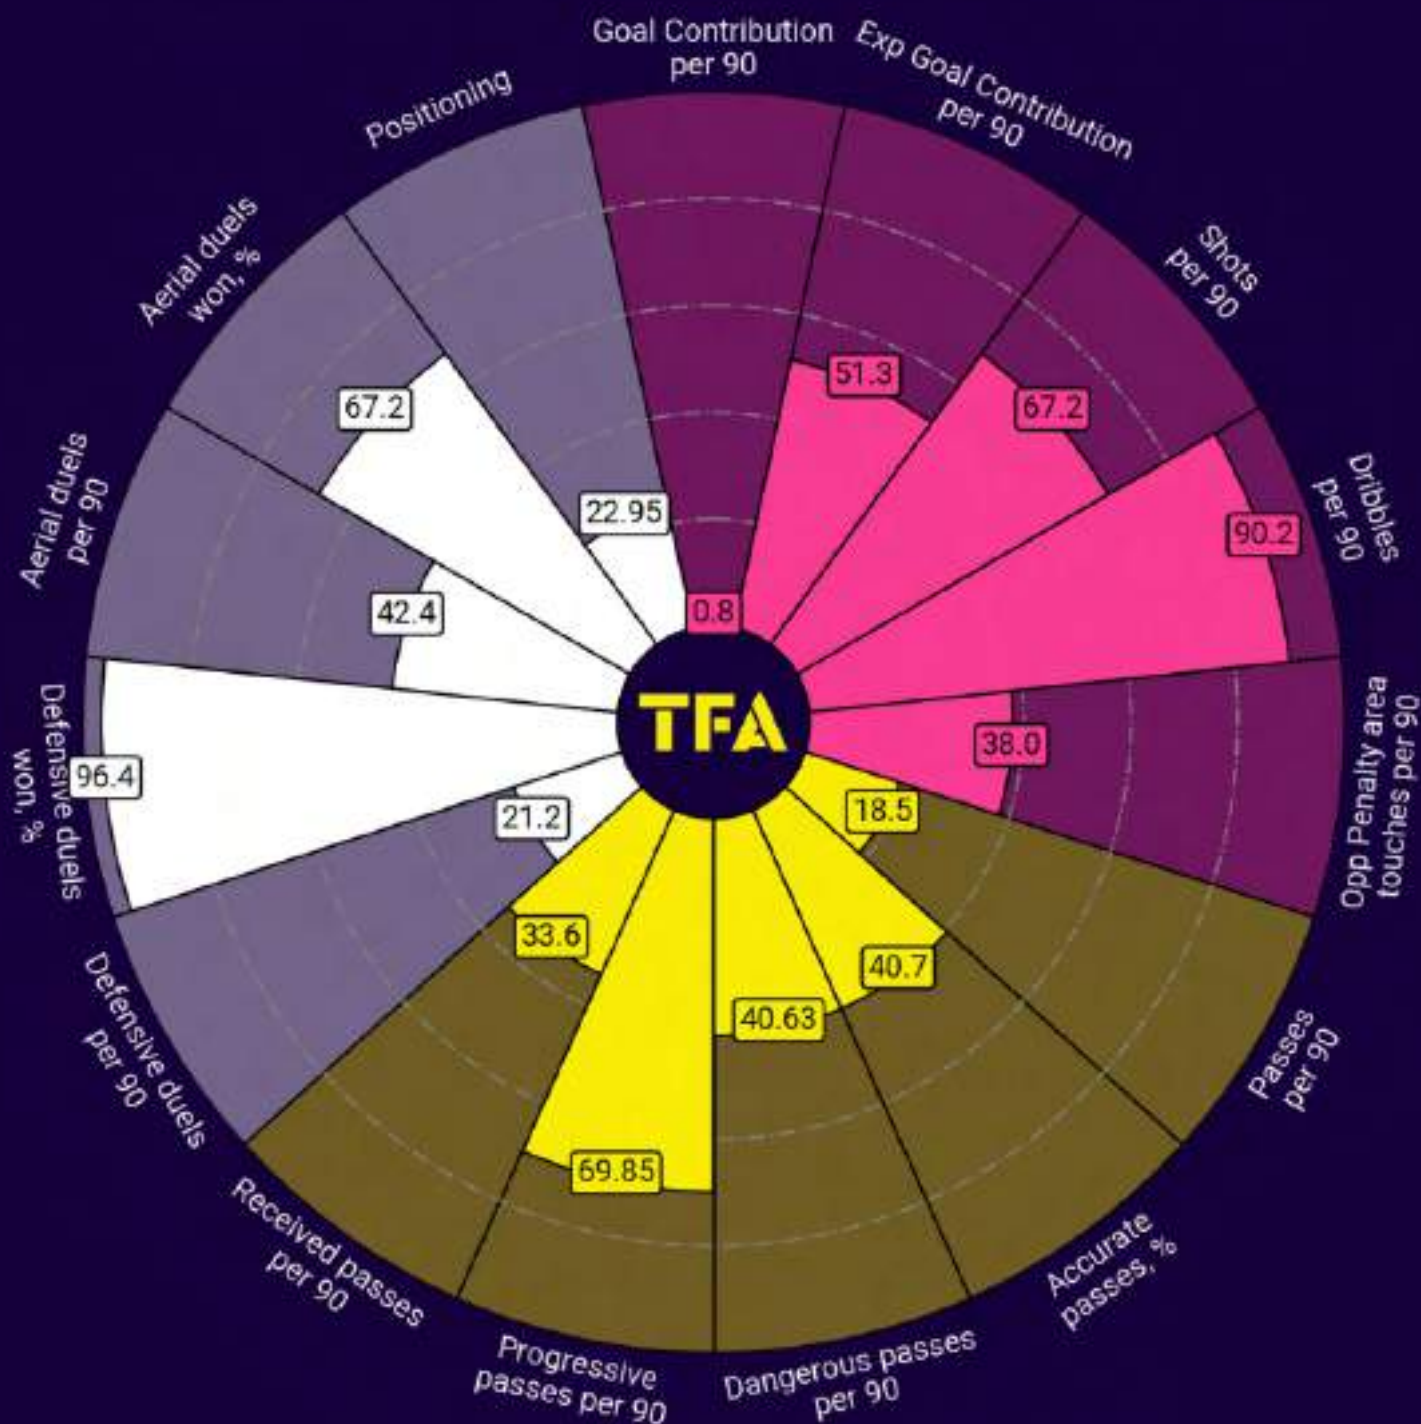 Goal Contribution
per 90
Exp Goal Contribution
per 90
Shots
per 90
Dribbles
per 90
Opp Penalty area
touches per 90
Passes
per 90
Accurate
passes, %
Dangerous passes
per 90
Progressive
passes per 90
Received passes
per 90
Defensive duels
per 90
Defensive duels
won, %
Aerial duels
per 90
Aerial duels
won, %
Positioning
0.8
51.3
67.2
90.2
38.0
18.5
40.7
40.63
69.85
33.6
21.2
96.4
42.4
67.2
22.95
TFA